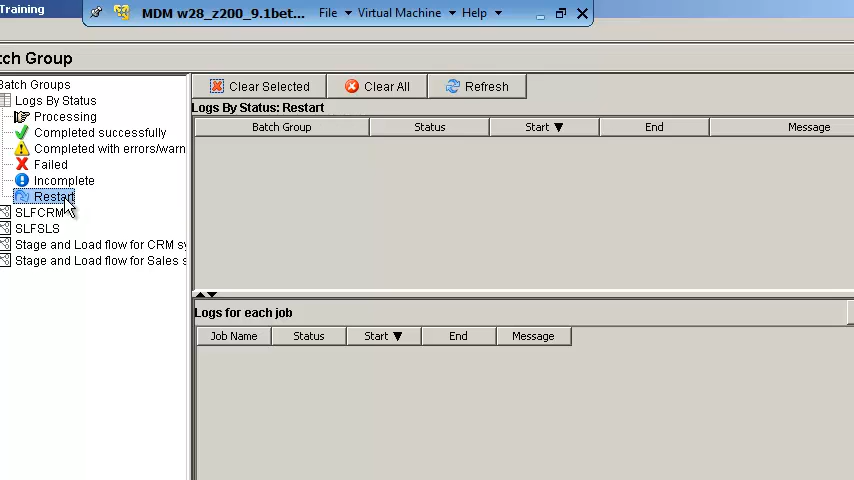 Training
MDM w28_z200_9.1bet... File Virtual Machine Help
tch Group
Batch Groups
Logs By Status
Processing
Completed successfully
Completed with errors/warn
Failed
Incomplete
Restart
SLFCRM
SLFSLS
Stage and Load flow for CRM sy
Stage and Load flow for Sales s
Clear Selected Clear All Refresh
Logs By Status: Restart
Batch Group Status Start End Message
Logs for each job
Job Name Status Start End Message